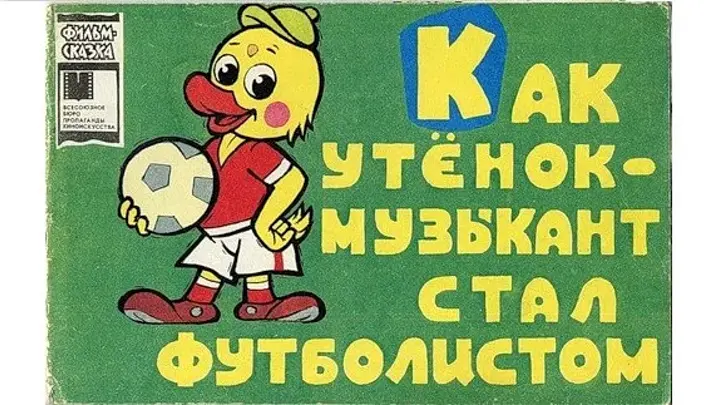 ФИЛЬМ-
СКАЗКА
ВСЕСОЮЗНОЕ
БЮРО
ПРОПАГАНДЫ
КИНОИСКУССТВА
КАК
УТЁНОК-
МУЗЫКАНТ
СТАЛ
ФУТБОЛИСТОМ